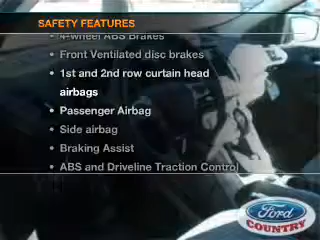 SAFETY FEATURES
• 4-wheel ABS Brakes
• Front Ventilated disc brakes
• 1st and 2nd row curtain head
airbags
• Passenger Airbag
• Side airbag
• Braking Assist
• ABS and Driveline Traction Control
Ford
COUNTRY